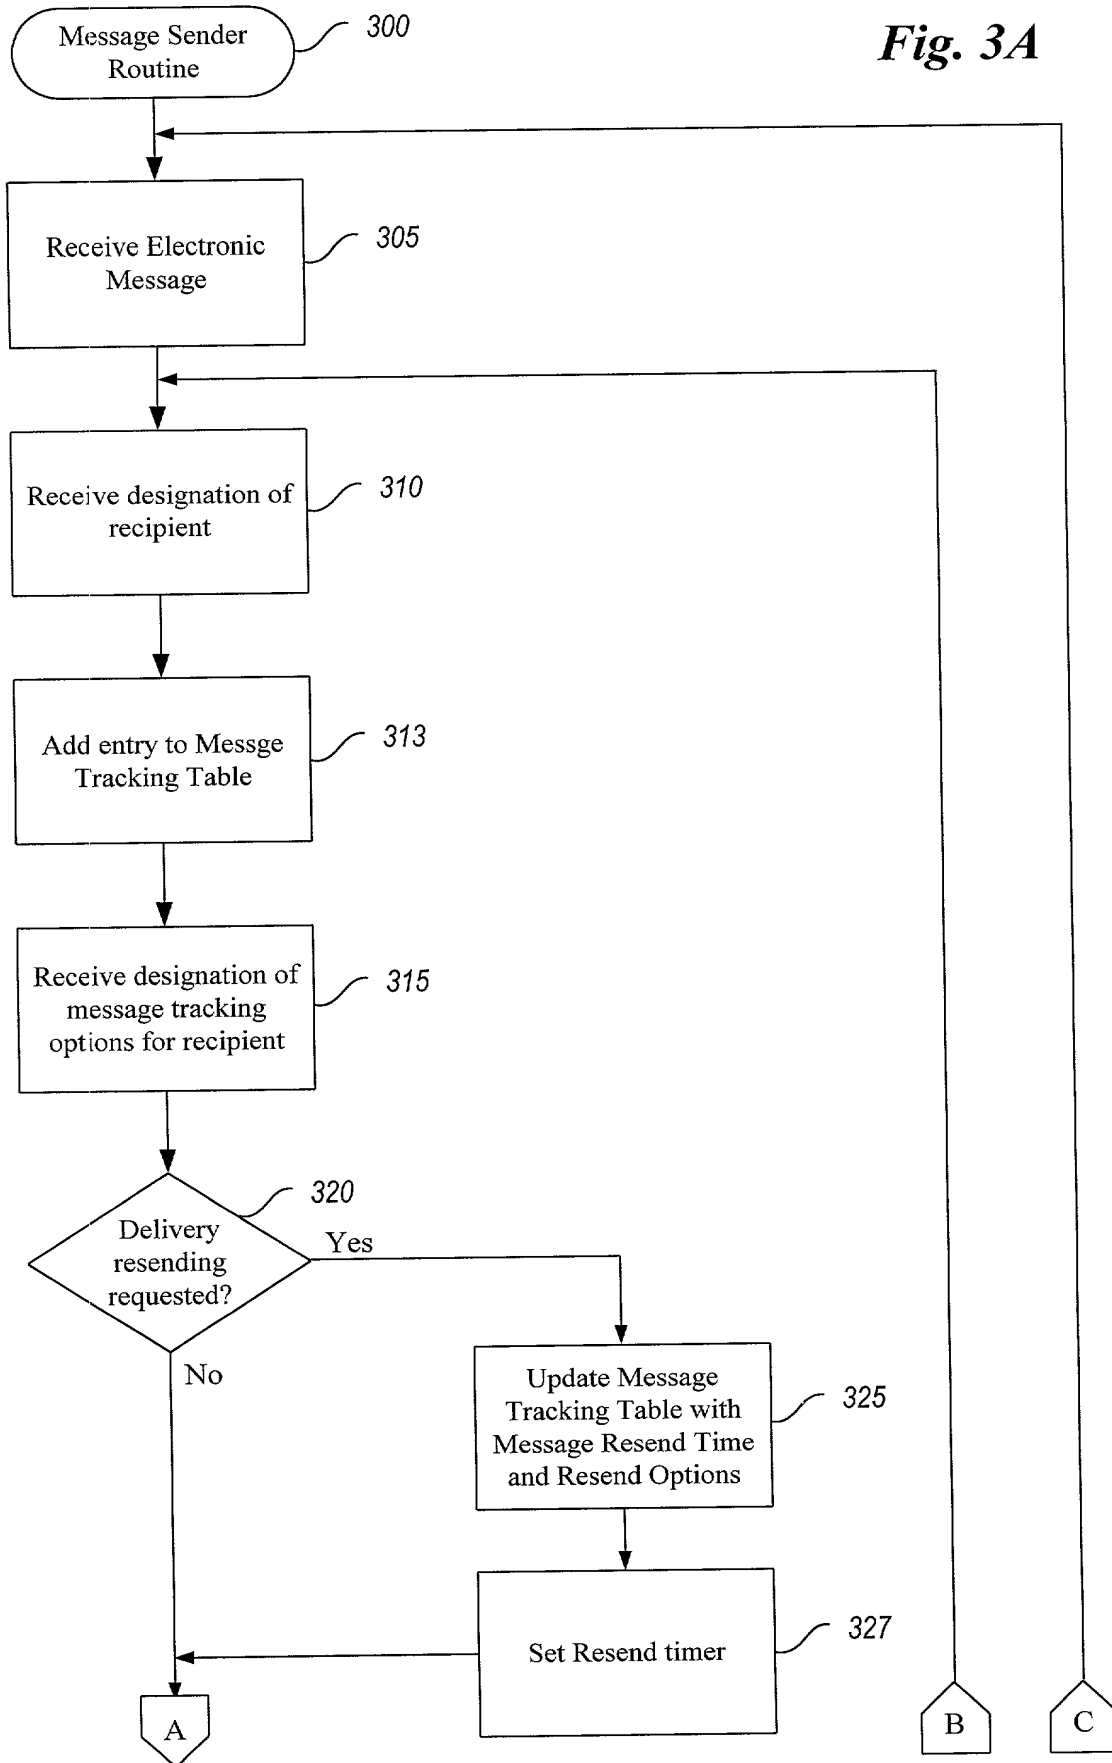 Fig. 3A
Message Sender
Routine
300
Receive Electronic
Message
305
Receive designation of
recipient
310
Add entry to Messge
Tracking Table
313
Receive designation of
message tracking
options for recipient
315
Delivery
resending
requested?
320
Yes
No
Update Message
Tracking Table with
Message Resend Time
and Resend Options
325
Set Resend timer
327
A
B
C